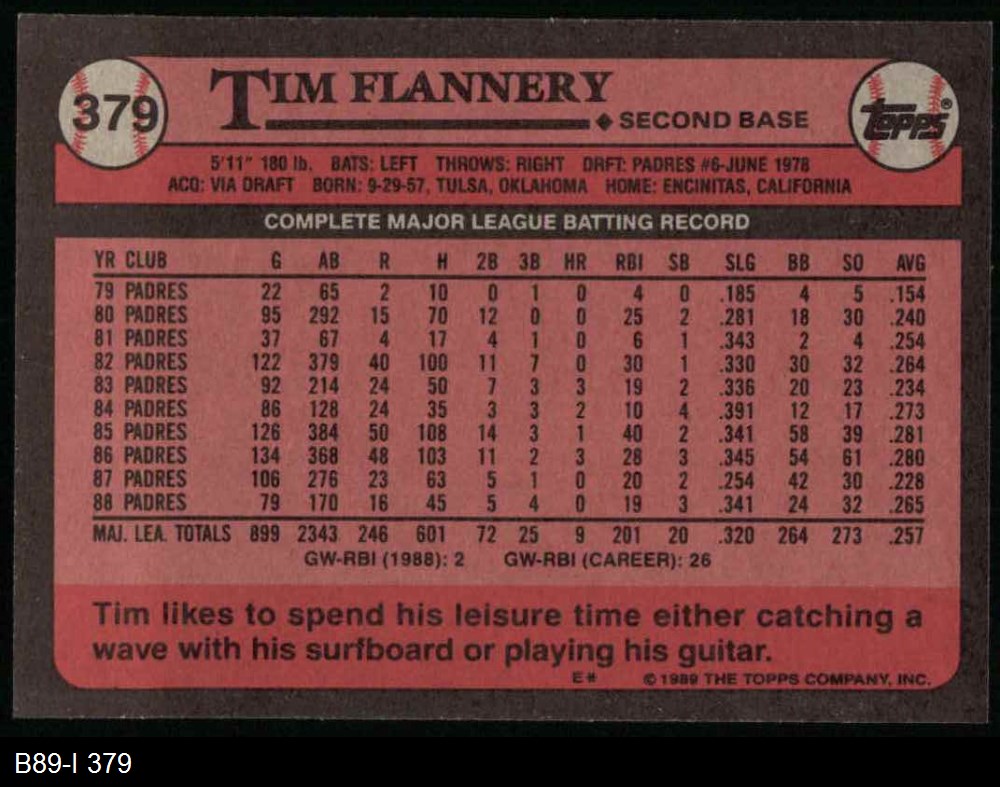 379
TIM FLANNERY
◆ SECOND BASE
TOPPS®
5'11" 180 lb. BATS: LEFT THROWS: RIGHT DRFT: PADRES #6-JUNE 1978
ACQ: VIA DRAFT BORN: 9-29-57, TULSA, OKLAHOMA HOME: ENCINITAS, CALIFORNIA
COMPLETE MAJOR LEAGUE BATTING RECORD
YR CLUB G AB R H 2B 3B HR RBI SB SLG BB SO AVG
79 PADRES 22 65 2 10 0 1 0 4 0 .185 4 5 .154
80 PADRES 95 292 15 70 12 0 0 25 2 .281 18 30 .240
81 PADRES 37 67 4 17 4 1 0 6 1 .343 2 4 .254
82 PADRES 122 379 40 100 11 7 0 30 1 .330 30 32 .264
83 PADRES 92 214 24 50 7 3 3 19 2 .336 20 23 .234
84 PADRES 86 128 24 35 3 3 2 10 4 .391 12 17 .273
85 PADRES 126 384 50 108 14 3 1 40 2 .341 58 39 .281
86 PADRES 134 368 48 103 11 2 3 28 3 .345 54 61 .280
87 PADRES 106 276 23 63 5 1 0 20 2 .254 42 30 .228
88 PADRES 79 170 16 45 5 4 0 19 3 .341 24 32 .265
MAJ. LEA. TOTALS 899 2343 246 601 72 25 9 201 20 .320 264 273 .257
GW-RBI (1988): 2 GW-RBI (CAREER): 26
Tim likes to spend his leisure time either catching a
wave with his surfboard or playing his guitar.
E# © 1989 THE TOPPS COMPANY, INC.
B89-I 379